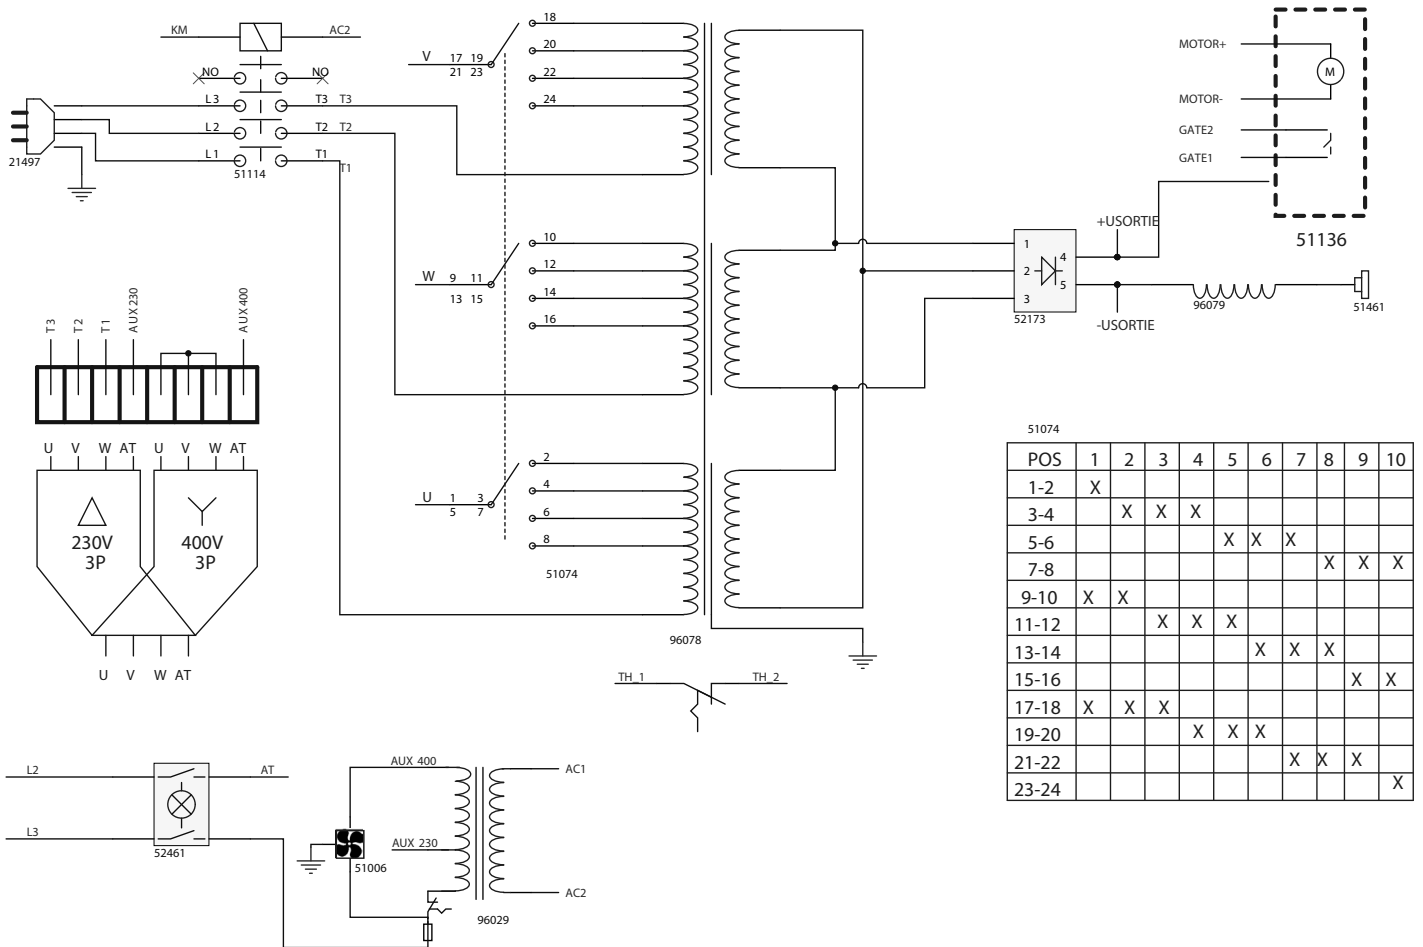 KM AC2
NO NO
L3 T3 T3
L2 T2 T2
L1 T1
T1
21497
51114
18
V 17 19
21 23
20
22
24
10
W 9 11
13 15
12
14
16
2
U 1 3
5 7
4
6
8
51074
96078
TH_1 TH_2
MOTOR+
M
MOTOR-
GATE2
GATE1
51136
+USORTIE
1
2
3
4
5
52173
-USORTIE
96079
51461
T3 T2 T1 AUX 230 AUX 400
U V W AT U V W AT
230V
3P
400V
3P
U V W AT
51074
POS 1 2 3 4 5 6 7 8 9 10
1-2 X
3-4 X X X
5-6 X X X
7-8 X X X
9-10 X X
11-12 X X X
13-14 X X X
15-16 X X
17-18 X X X
19-20 X X X
21-22 X X X
23-24 X
L2 AT
L3
52461
AUX 400
AUX 230
51006
AC1
AC2
96029